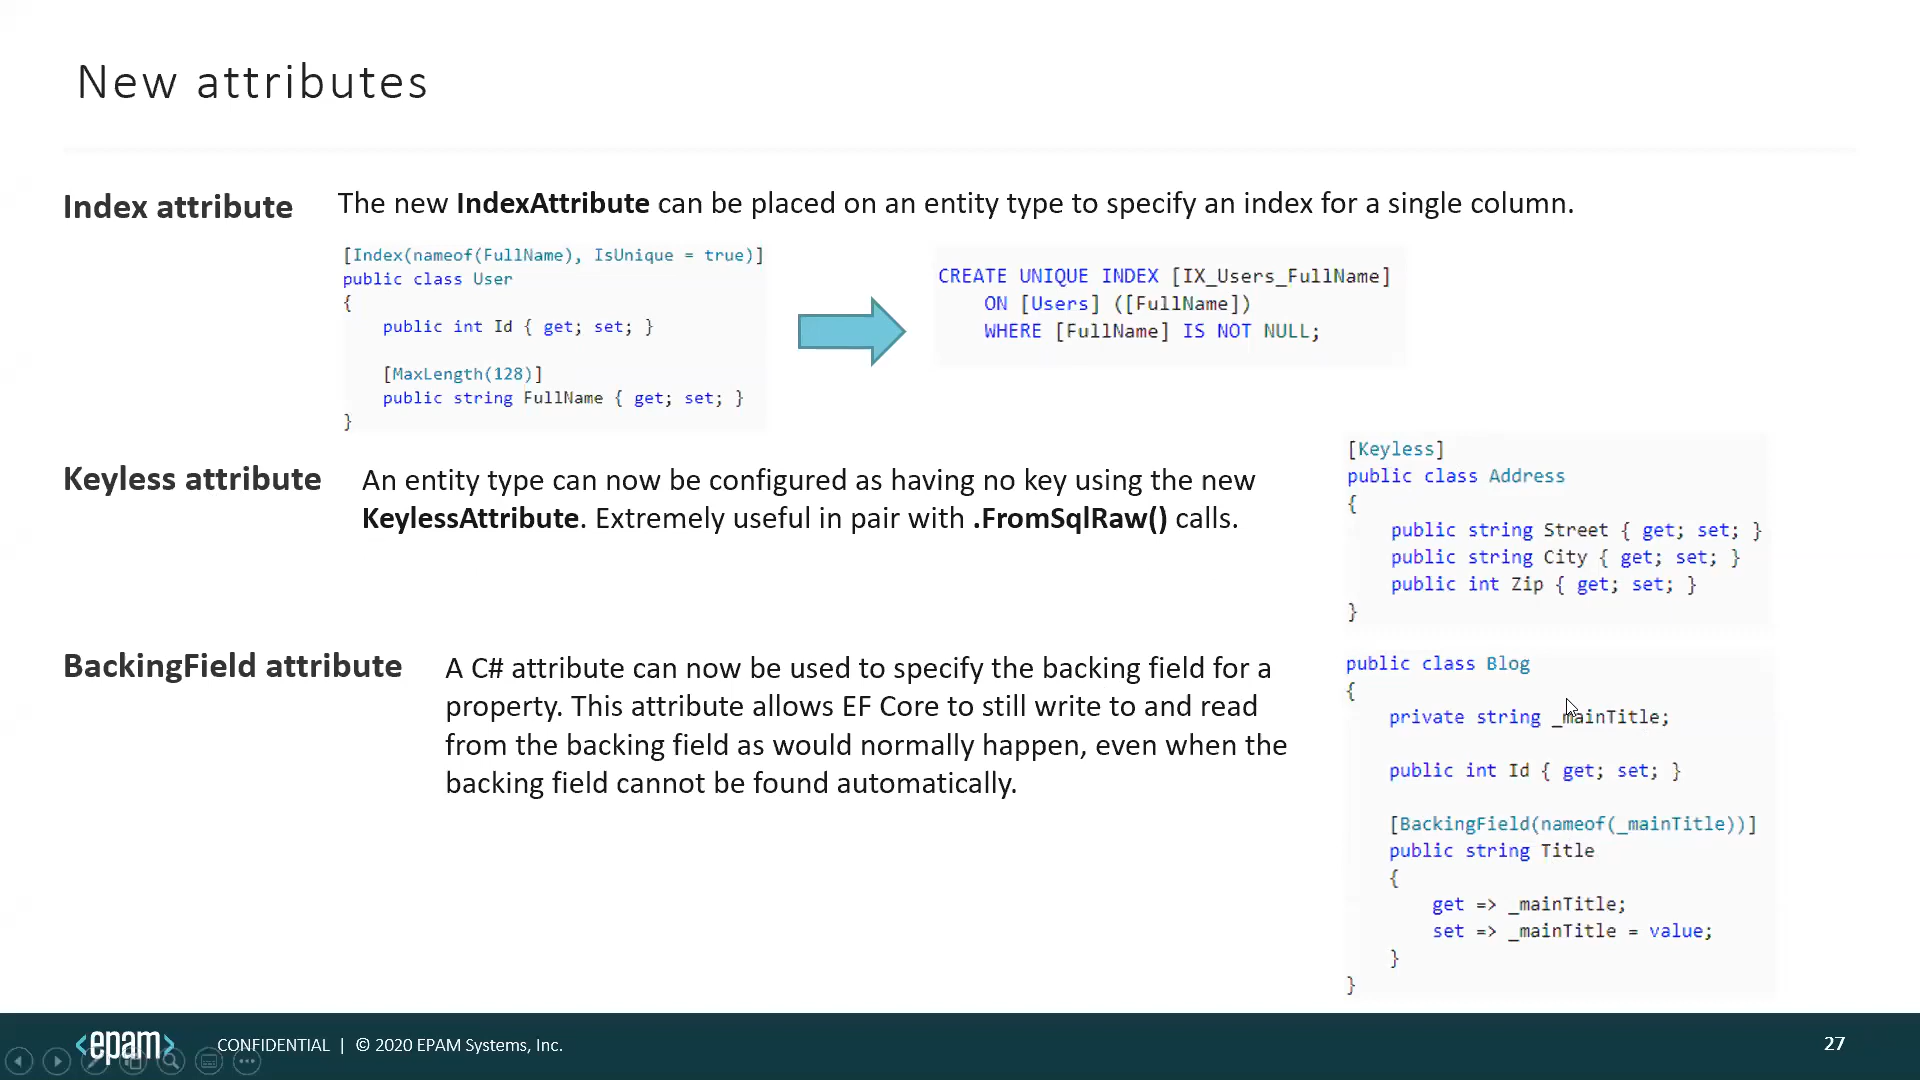 New attributes
Index attribute
The new IndexAttribute can be placed on an entity type to specify an index for a single column.
[Index(nameof(FullName), IsUnique = true)]
public class User
{
public int Id { get; set; }
[MaxLength(128)]
public string FullName { get; set; }
}
CREATE UNIQUE INDEX [IX_Users_FullName]
ON [Users] ([FullName])
WHERE [FullName] IS NOT NULL;
Keyless attribute
An entity type can now be configured as having no key using the new
KeylessAttribute. Extremely useful in pair with .FromSqlRaw() calls.
[Keyless]
public class Address
{
public string Street { get; set; }
public string City { get; set; }
public int Zip { get; set; }
}
BackingField attribute
A C# attribute can now be used to specify the backing field for a
property. This attribute allows EF Core to still write to and read
from the backing field as would normally happen, even when the
backing field cannot be found automatically.
public class Blog
{
private string _mainTitle;
public int Id { get; set; }
[BackingField(nameof(_mainTitle))]
public string Title
{
get => _mainTitle;
set => _mainTitle = value;
}
}
<epam>
CONFIDENTIAL | © 2020 EPAM Systems, Inc.
27